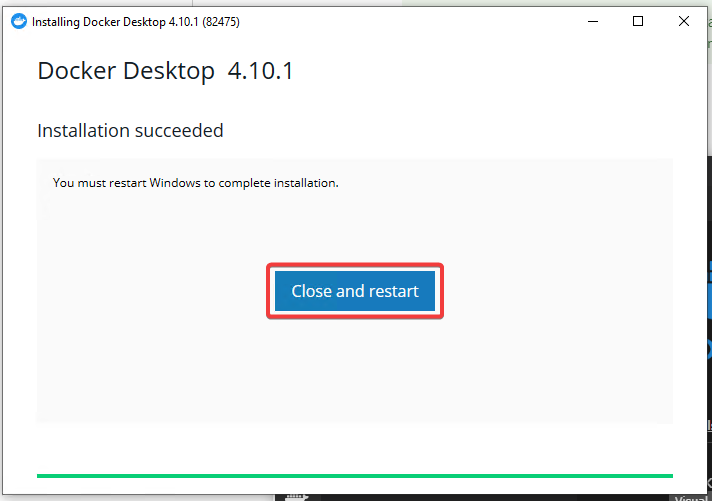 Installing Docker Desktop 4.10.1 (82475)
Docker Desktop 4.10.1
Installation succeeded
You must restart Windows to complete installation.
Close and restart
Visual